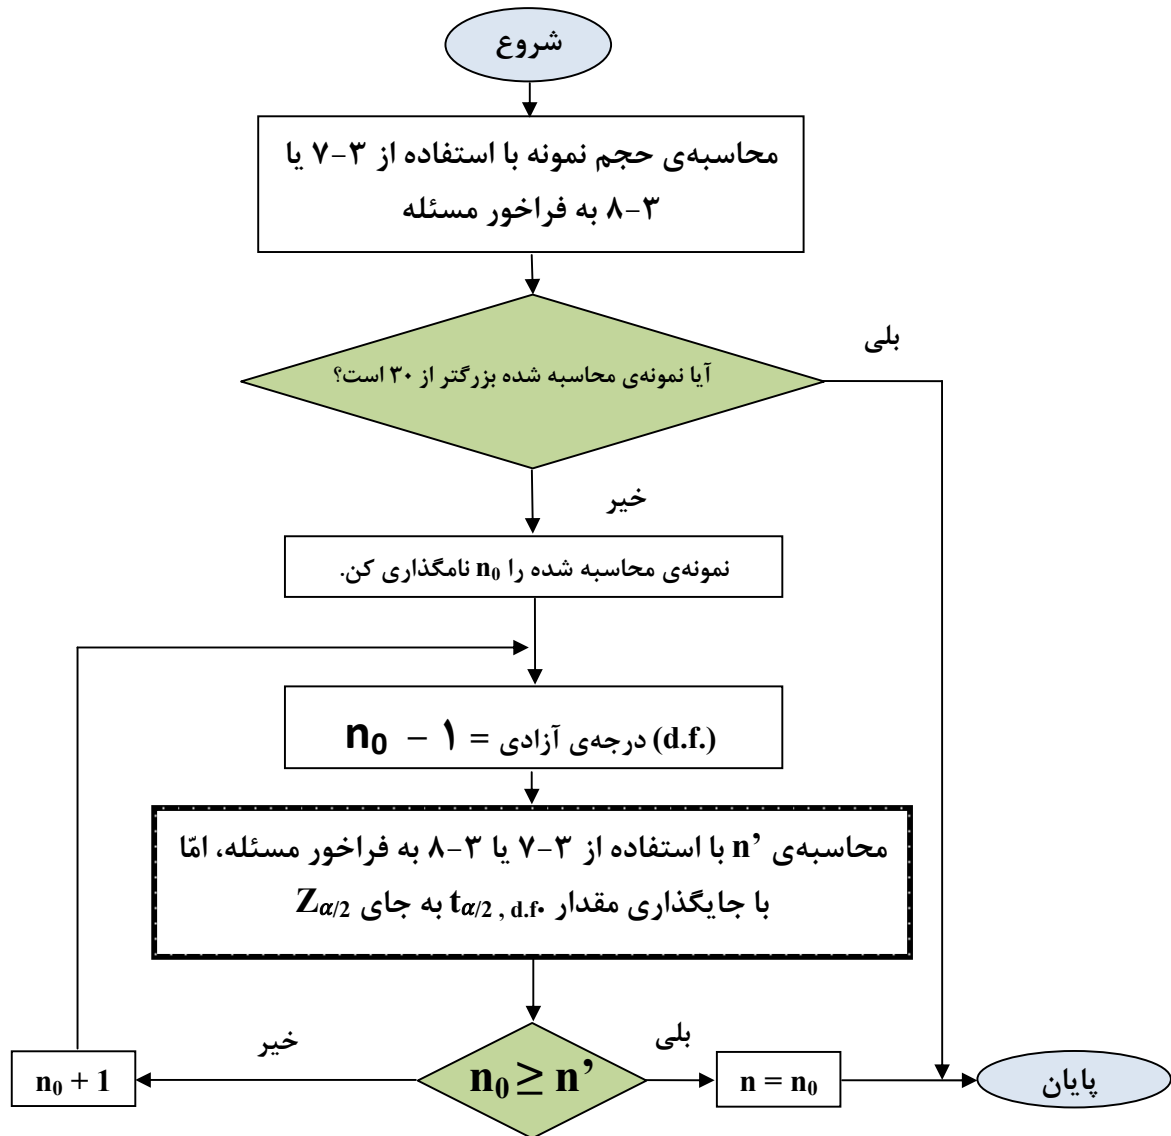 شروع
محاسبه‌ی حجم نمونه با استفاده از ۳-۷ یا
۳-۸ به فراخور مسئله
بلی
آیا نمونه‌ی محاسبه شده بزرگتر از ۳۰ است؟
خیر
نمونه‌ی محاسبه شده را n₀ نامگذاری کن.
n₀ − ۱ = درجه‌ی آزادی (d.f.)
محاسبه‌ی n’ با استفاده از ۳-۷ یا ۳-۸ به فراخور مسئله، امّا
با جایگذاری مقدار t𝛼/2 , d.f. به جای Z𝛼/2
خیر
بلی
n₀ + 1
n₀ ≥ n’
n = n₀
پایان